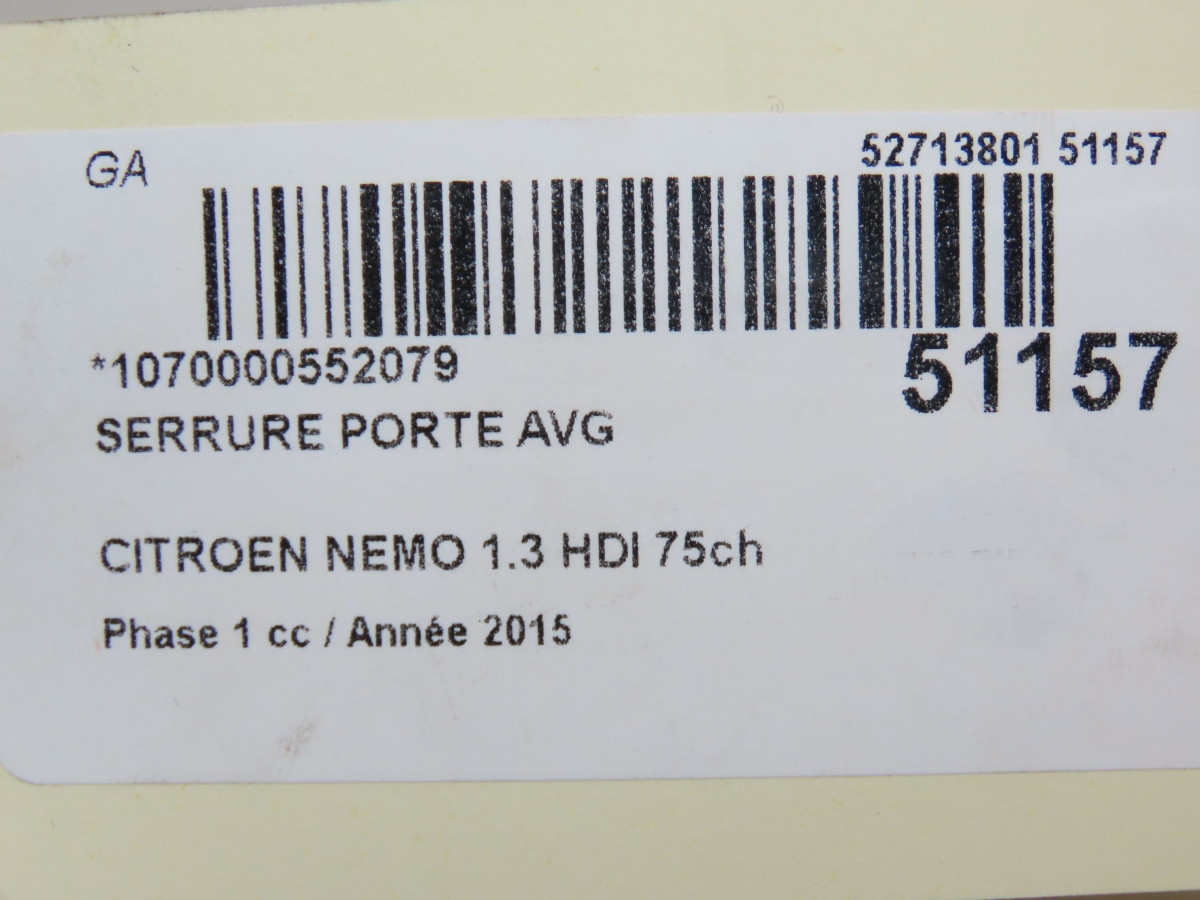 GA
52713801 51157
*1070000552079
51157
SERRURE PORTE AVG
CITROEN NEMO 1.3 HDI 75ch
Phase 1 cc / Année 2015